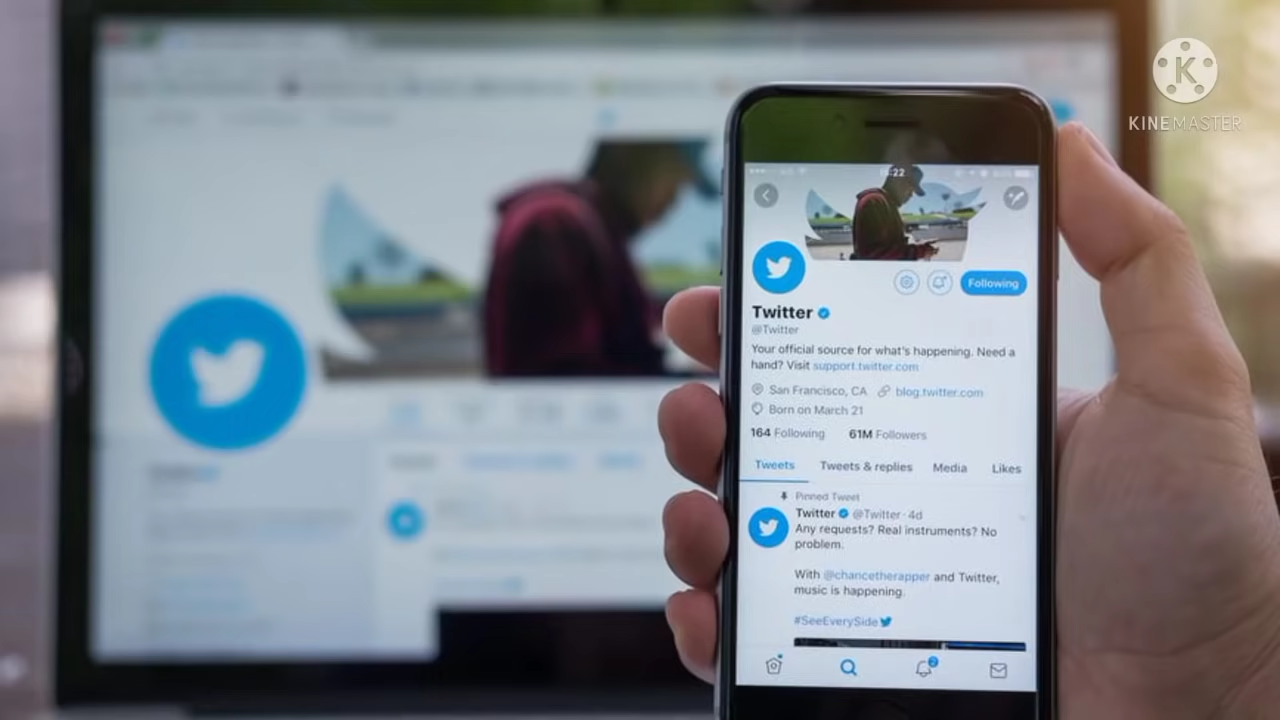 KINEMASTER
:22
Following
Twitter
@Twitter
Your official source for what's happening. Need a
hand? Visit support.twitter.com
San Francisco, CA blog.twitter.com
Born on March 21
164 Following 61M Followers
Tweets Tweets & replies Media Likes
Pinned Tweet
Twitter @Twitter · 4d
Any requests? Real instruments? No
problem.
With @chancetherapper and Twitter,
music is happening.
#SeeEverySide
2